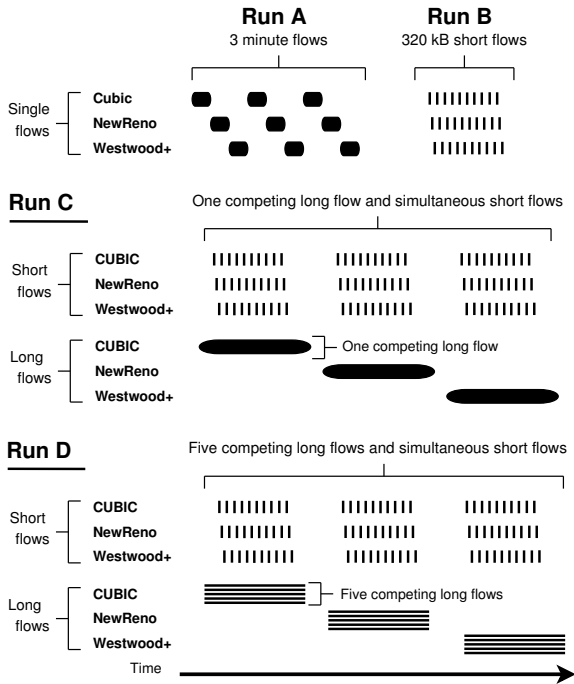 Run A
Run B
3 minute flows
320 kB short flows
Single
flows
Cubic
NewReno
Westwood+
Run C
One competing long flow and simultaneous short flows
Short
flows
CUBIC
NewReno
Westwood+
Long
flows
CUBIC
One competing long flow
NewReno
Westwood+
Run D
Five competing long flows and simultaneous short flows
Short
flows
CUBIC
NewReno
Westwood+
Long
flows
CUBIC
Five competing long flows
NewReno
Westwood+
Time